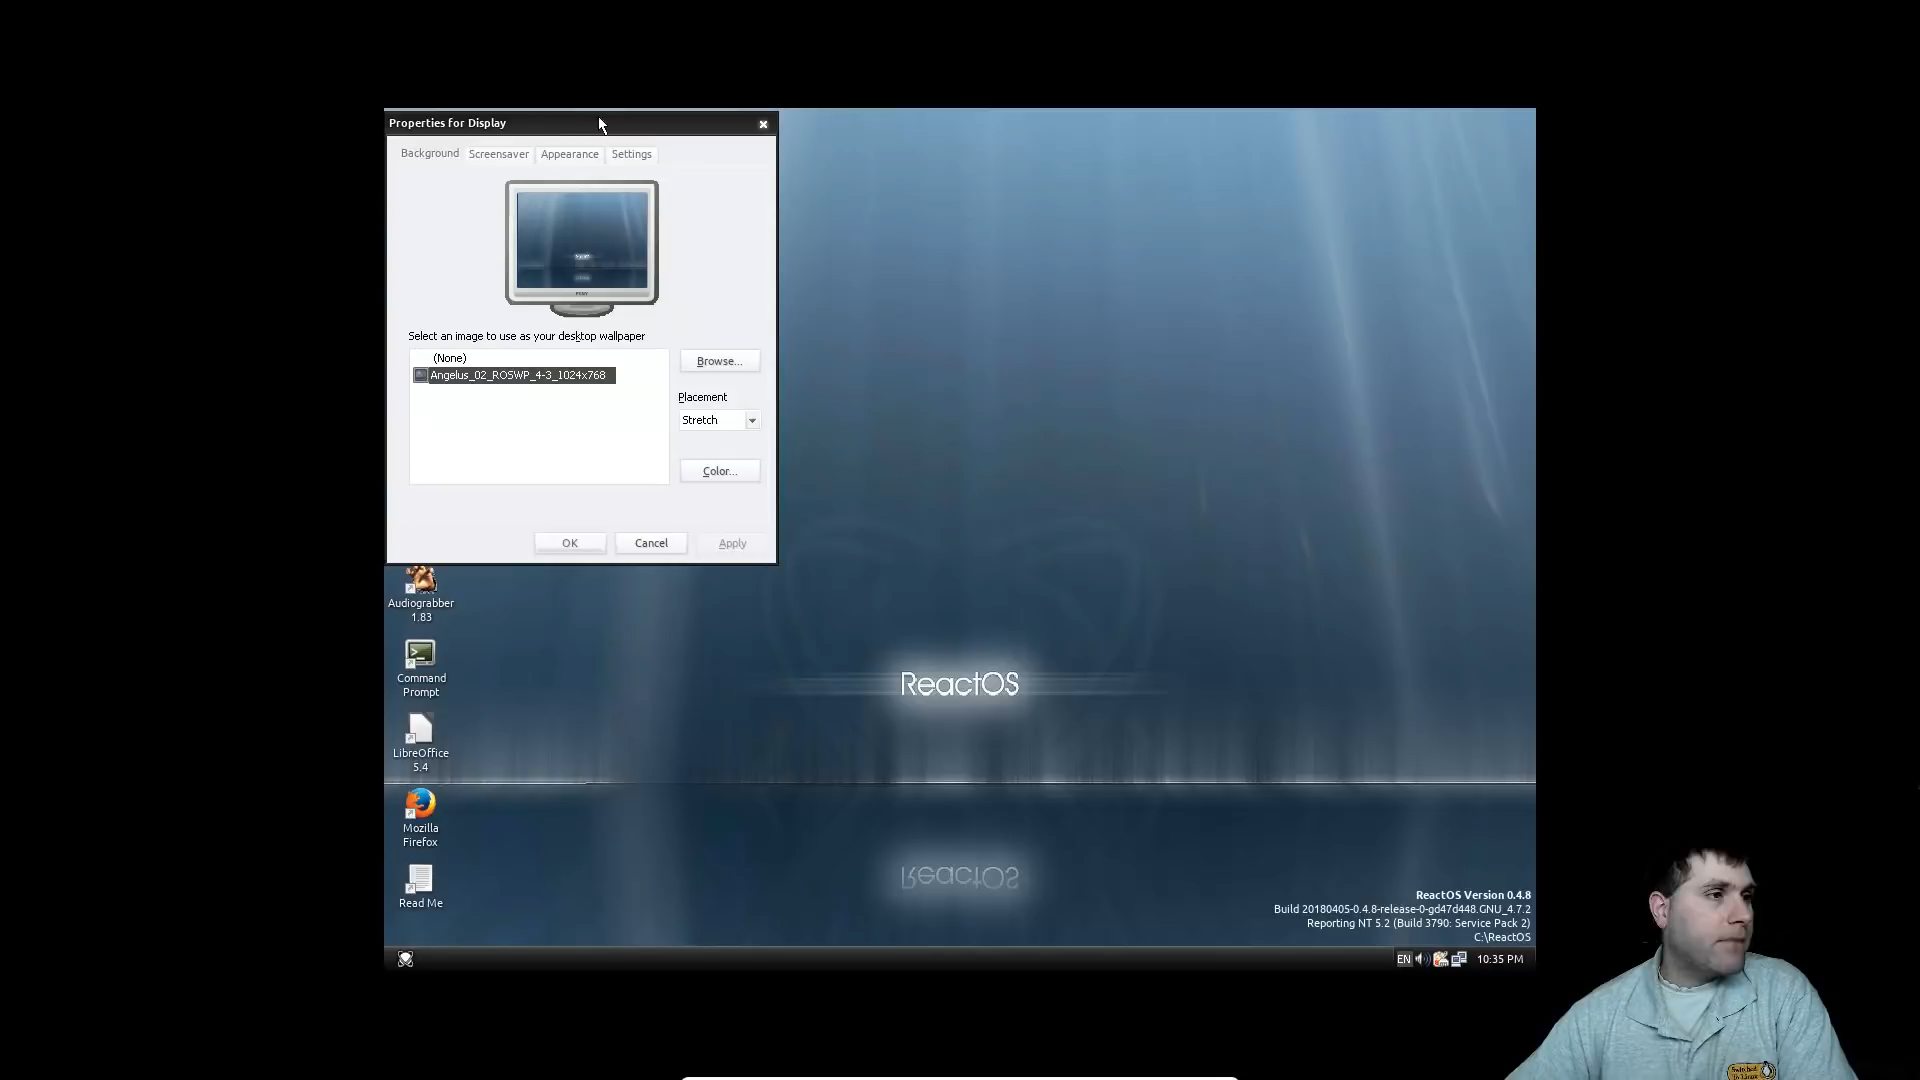 Properties for Display
Background Screensaver Appearance Settings
Select an image to use as your desktop wallpaper
(None)
Angelus_02_ROSWP_4-3_1024x768
Browse...
Placement
Stretch
Color...
OK Cancel Apply
Audiograbber
1.83
Command
Prompt
LibreOffice
5.4
Mozilla
Firefox
Read Me
ReactOS
ReactOS
ReactOS Version 0.4.8
Build 20180405-0.4.8-release-0-gd47d448.GNU_4.7.2
Reporting NT 5.2 (Build 3790: Service Pack 2)
C:\ReactOS
EN 10:35 PM
Switched
To Linux